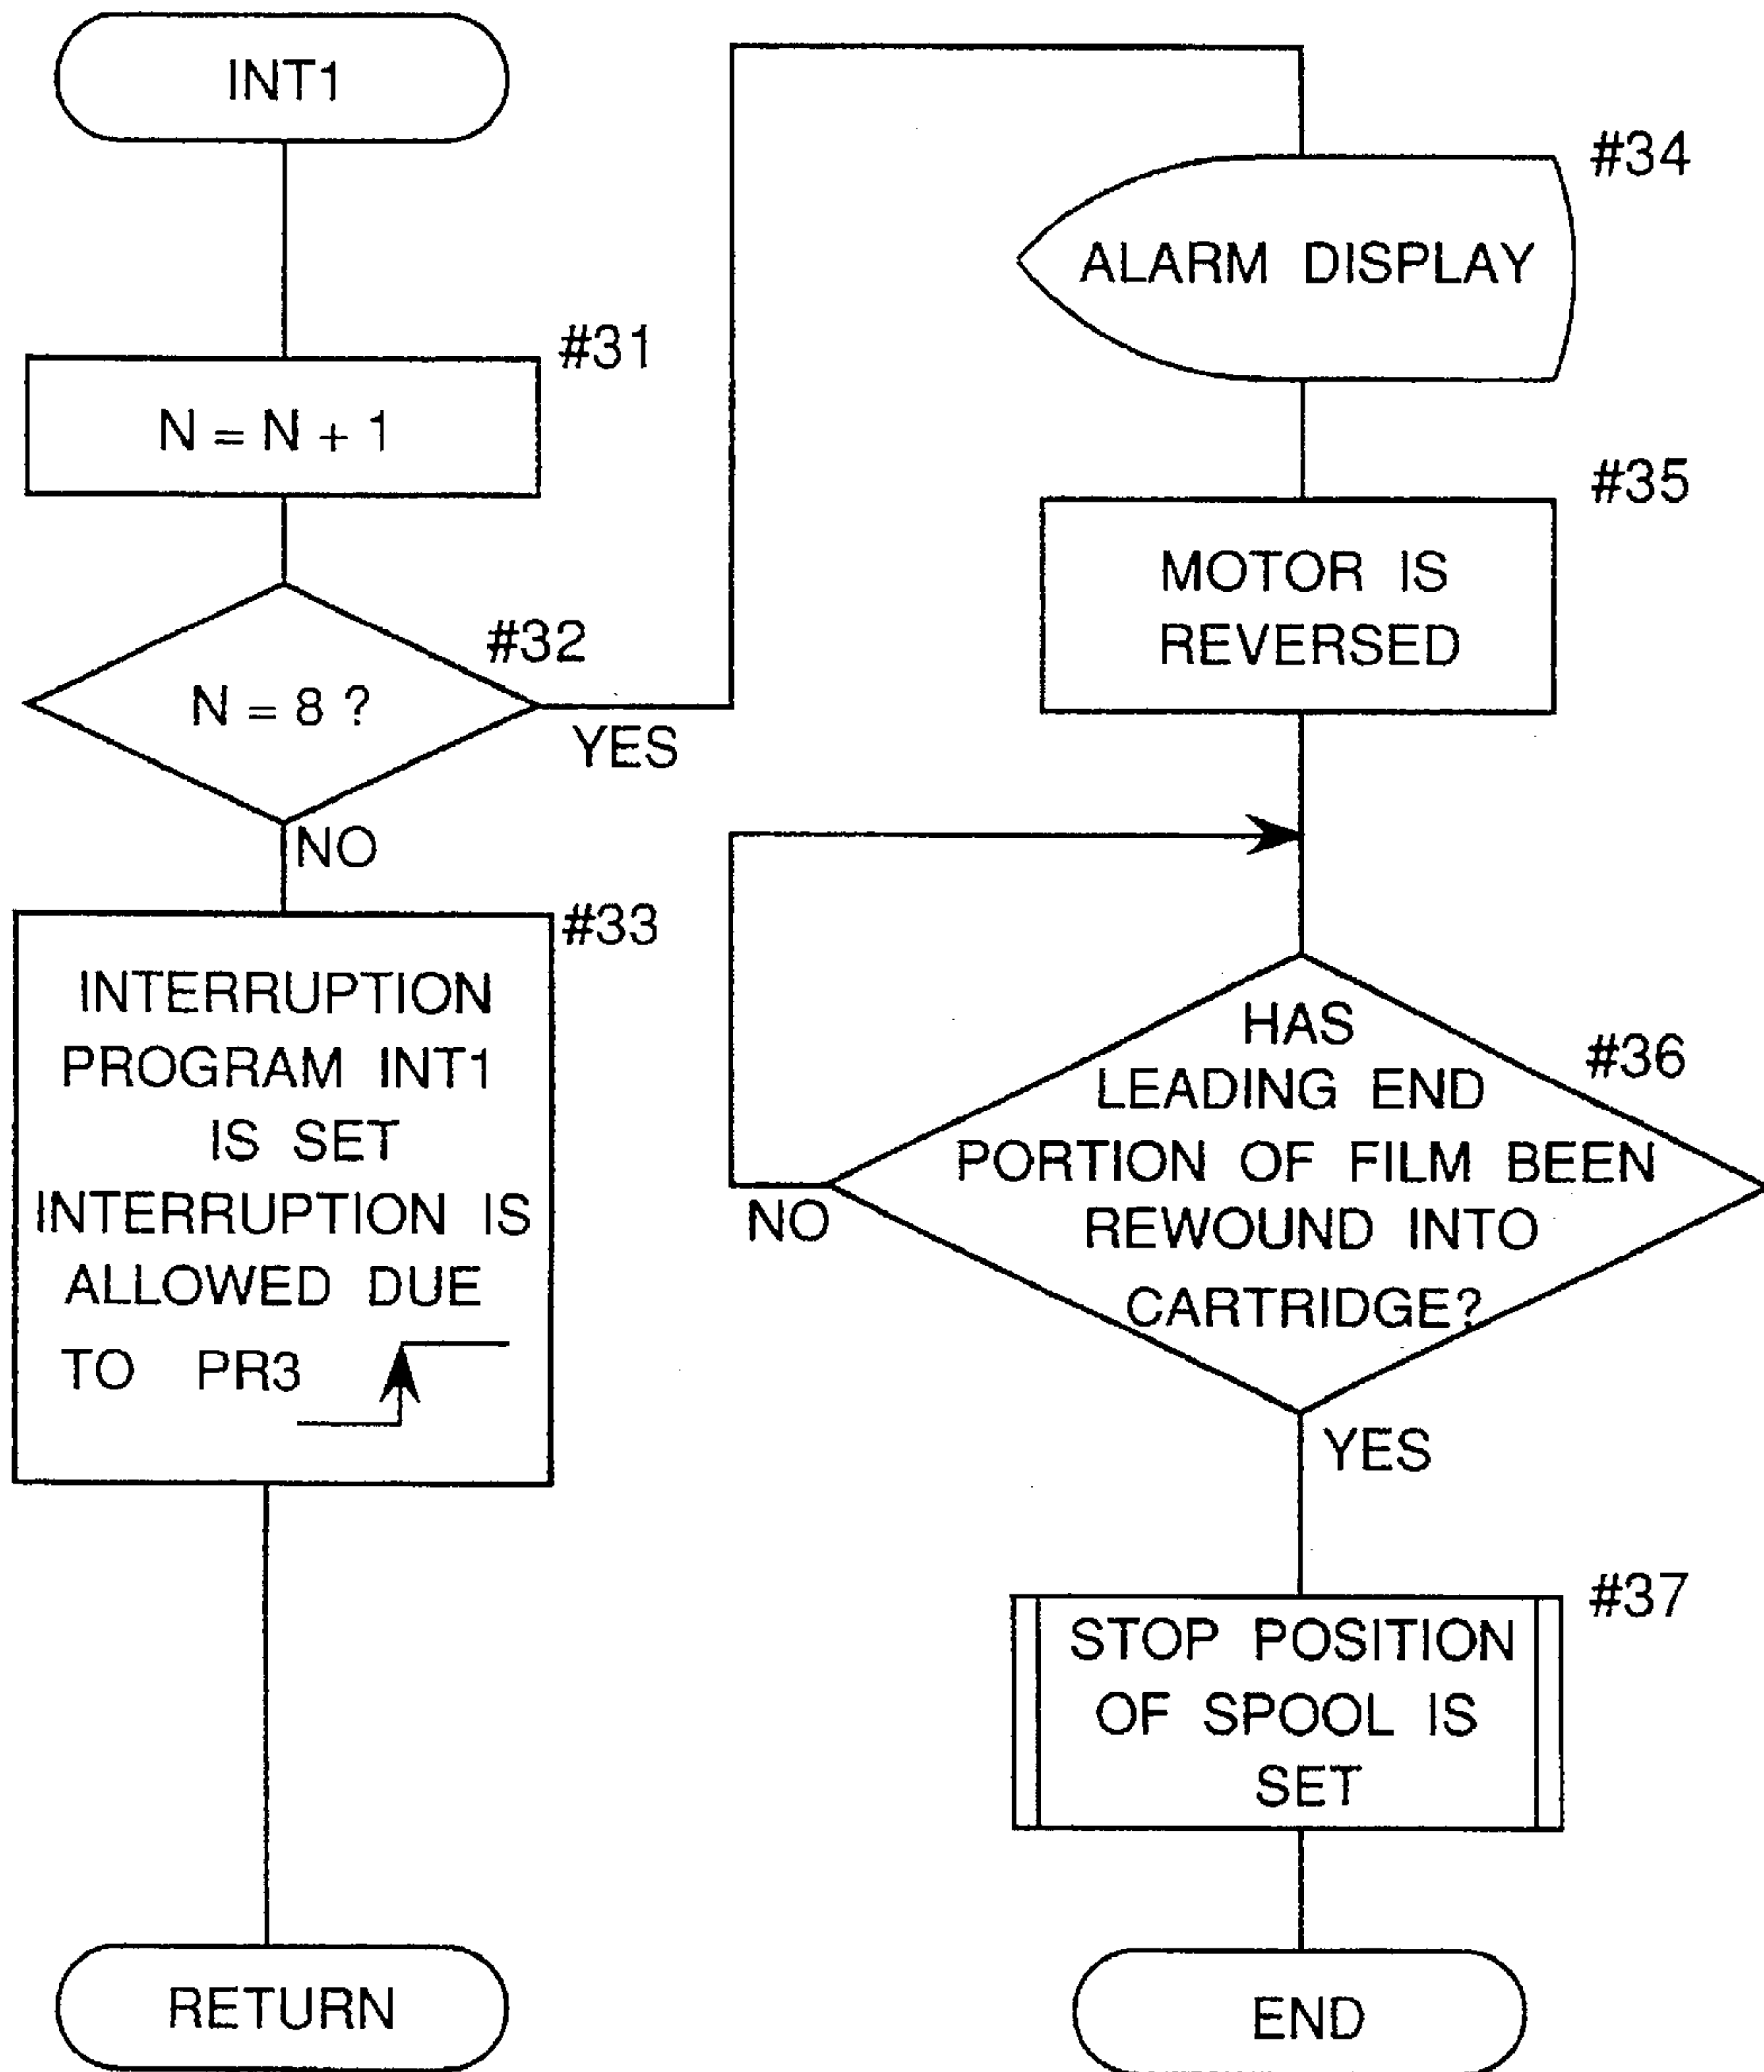 INT1
#31
N = N + 1
#32
N = 8 ?
YES
NO
#33
INTERRUPTION
PROGRAM INT1
IS SET
INTERRUPTION IS
ALLOWED DUE
TO PR3
RETURN
#34
ALARM DISPLAY
#35
MOTOR IS
REVERSED
#36
HAS
LEADING END
PORTION OF FILM BEEN
REWOUND INTO
CARTRIDGE?
NO
YES
#37
STOP POSITION
OF SPOOL IS
SET
END